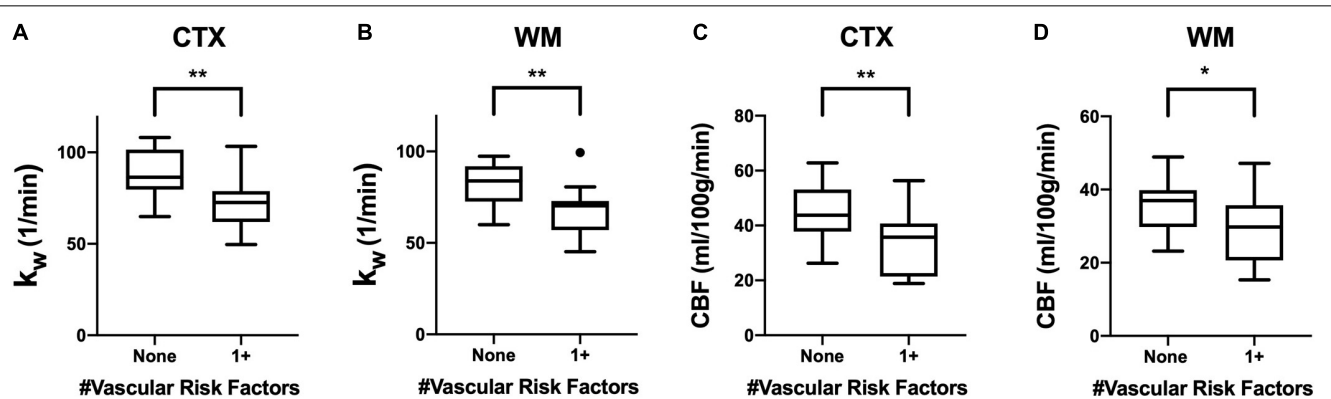 A
CTX
**
kw (1/min)
100
50
0
None 1+
#Vascular Risk Factors
B
WM
**
kw (1/min)
100
50
0
None 1+
#Vascular Risk Factors
C
CTX
**
CBF (ml/100g/min)
80
60
40
20
0
None 1+
#Vascular Risk Factors
D
WM
*
CBF (ml/100g/min)
60
40
20
0
None 1+
#Vascular Risk Factors